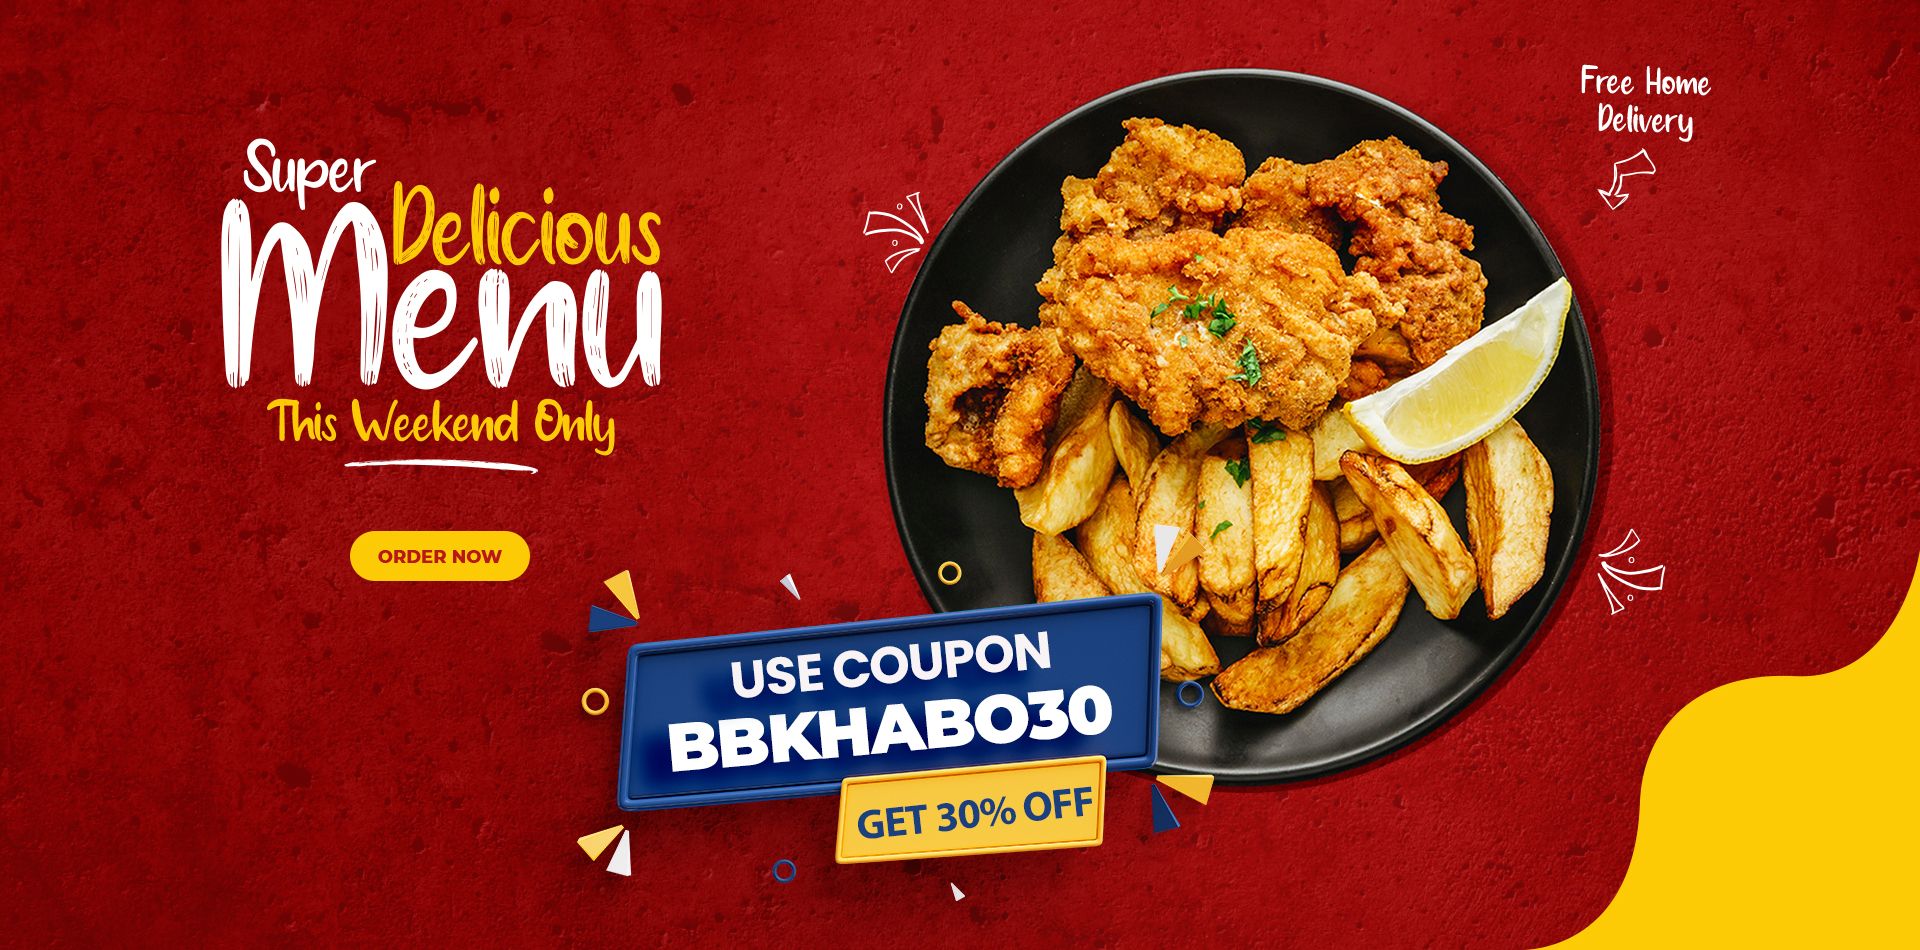 Super
Delicious
Menu
This Weekend Only
ORDER NOW
Free Home
Delivery
USE COUPON
BBKHABO30
GET 30% OFF